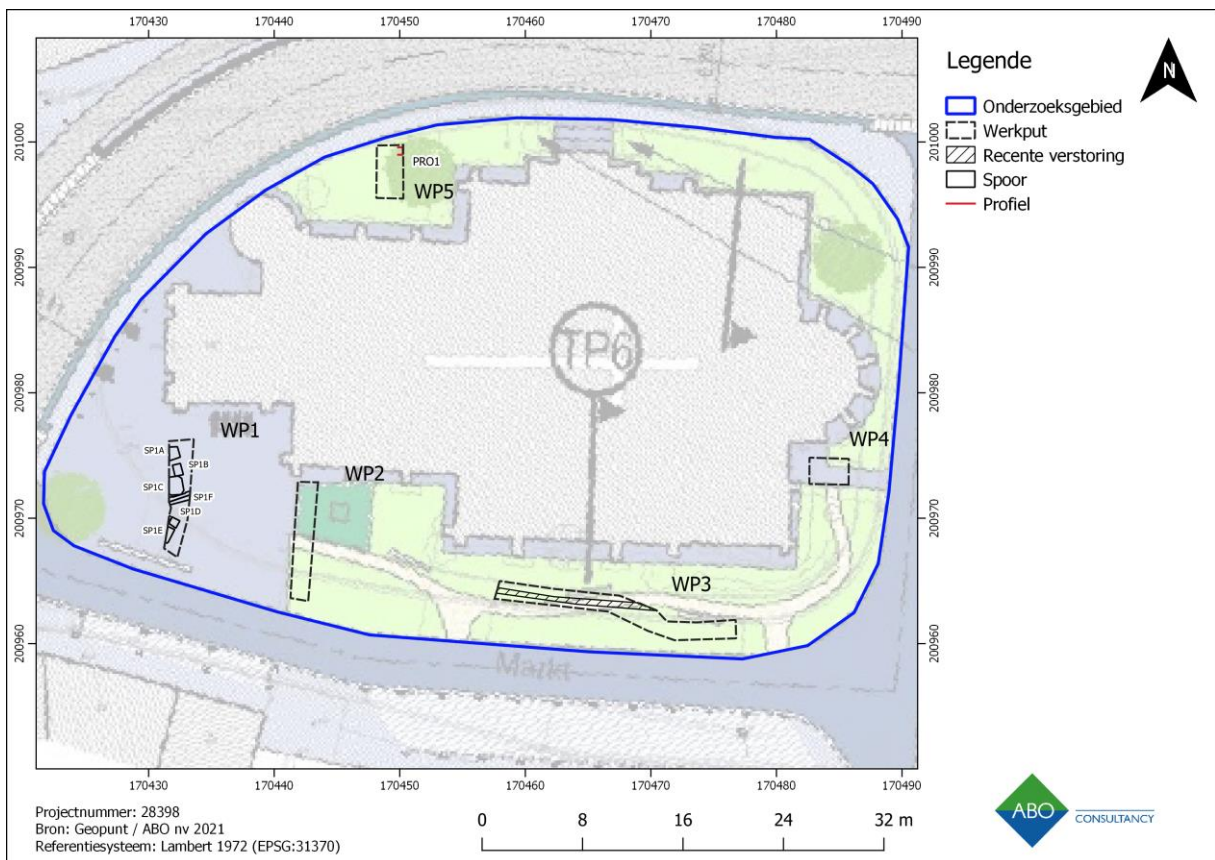 170430 170440 170450 170460 170470 170480 170490
201000
200990
200980
200970
200960
201000
200990
200980
200970
200960
PRO1
WP5
TP6
WP1
SP1A
SP1B
SP1C
SP1F
SP1D
SP1E
WP2
WP4
WP3
Markt
170430 170440 170450 170460 170470 170480 170490
Legende
N
Onderzoeksgebied
Werkput
Recente verstoring
Spoor
Profiel
Projectnummer: 28398
Bron: Geopunt / ABO nv 2021
Referentiesysteem: Lambert 1972 (EPSG:31370)
0 8 16 24 32 m
ABO
CONSULTANCY